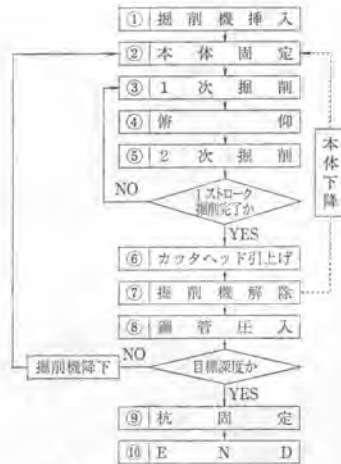 ① 掘削機挿入
② 本体固定
③ 1次掘削
④ 俯仰
⑤ 2次掘削
NO
1ストローク
掘削完了か
YES
⑥ カッタヘッド引上げ
⑦ 掘削機解除
⑧ 鋼管圧入
本体下降
掘削機降下
NO
目標深度か
YES
⑨ 杭固定
⑩ END